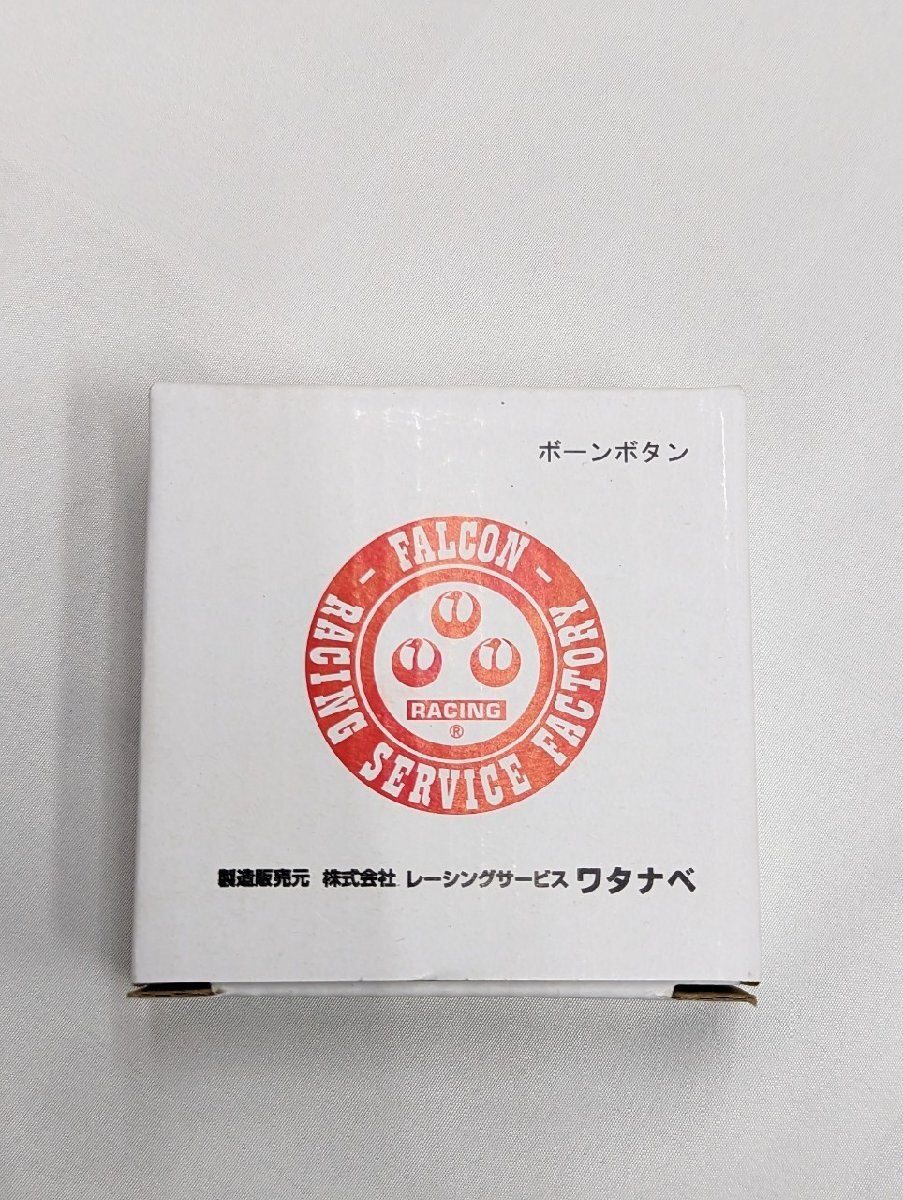 ボーンボタン
- FALCON -
RACING SERVICE FACTORY
RACING
®
製造販売元 株式会社 レーシングサービス ワタナベ